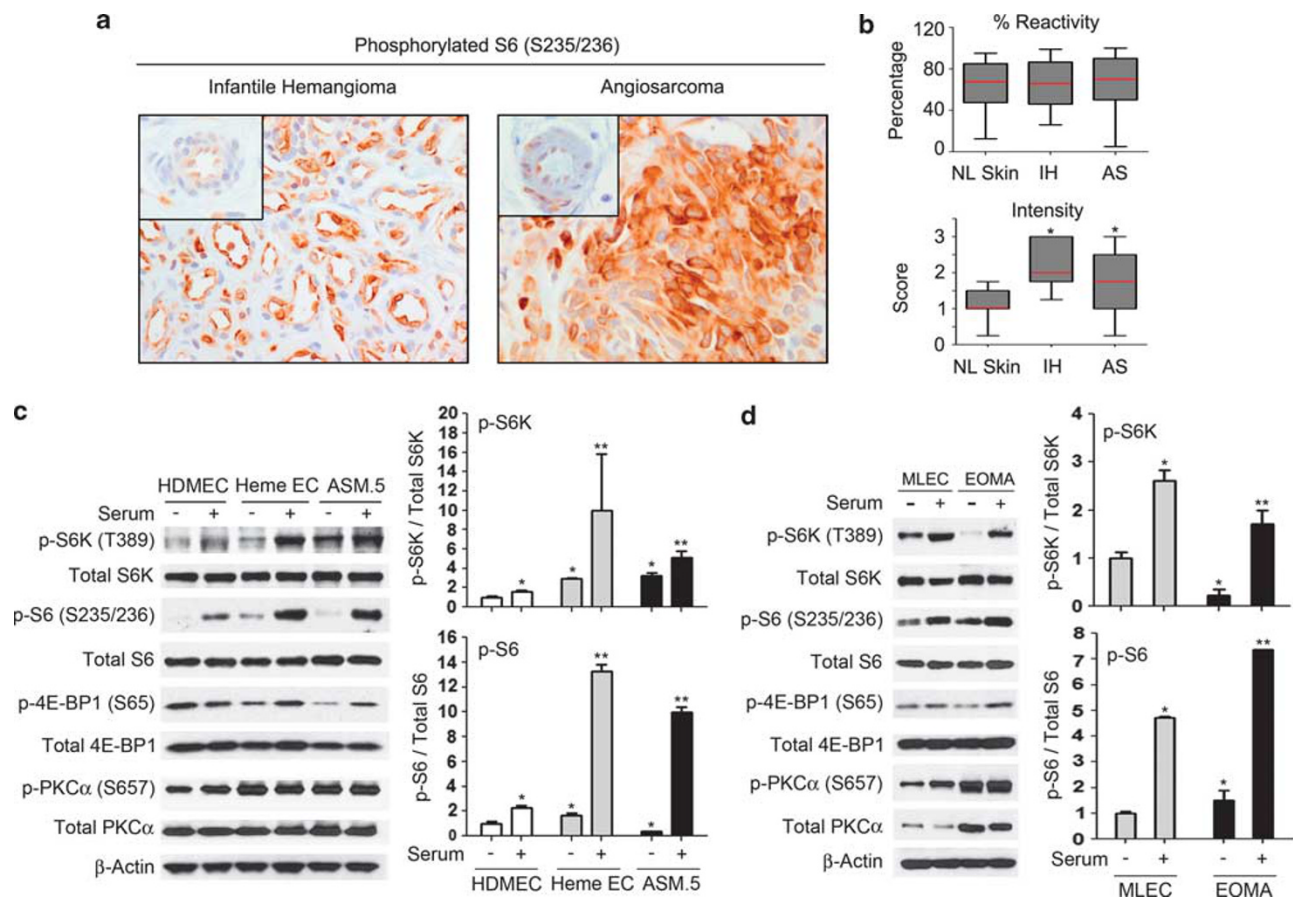 a
Phosphorylated S6 (S235/236)
Infantile Hemangioma
Angiosarcoma
b
% Reactivity
Percentage
120
80
40
0
NL Skin IH AS
Intensity
Score
3
2
1
0
* *
NL Skin IH AS
c
HDMEC Heme EC ASM.5
Serum - + - + - +
p-S6K (T389)
Total S6K
p-S6 (S235/236)
Total S6
p-4E-BP1 (S65)
Total 4E-BP1
p-PKCα (S657)
Total PKCα
β-Actin
p-S6K
p-S6K / Total S6K
20
18
16
14
12
10
8
6
4
2
0
* * ** * **
p-S6
p-S6 / Total S6
16
14
12
10
8
6
4
2
0
* * ** * **
Serum - + - + - +
HDMEC Heme EC ASM.5
d
MLEC EOMA
Serum - + - +
p-S6K (T389)
Total S6K
p-S6 (S235/236)
Total S6
p-4E-BP1 (S65)
Total 4E-BP1
p-PKCα (S657)
Total PKCα
β-Actin
p-S6K
p-S6K / Total S6K
4
3
2
1
0
* * **
p-S6
p-S6 / Total S6
8
7
6
5
4
3
2
1
0
* * **
Serum - + - +
MLEC EOMA